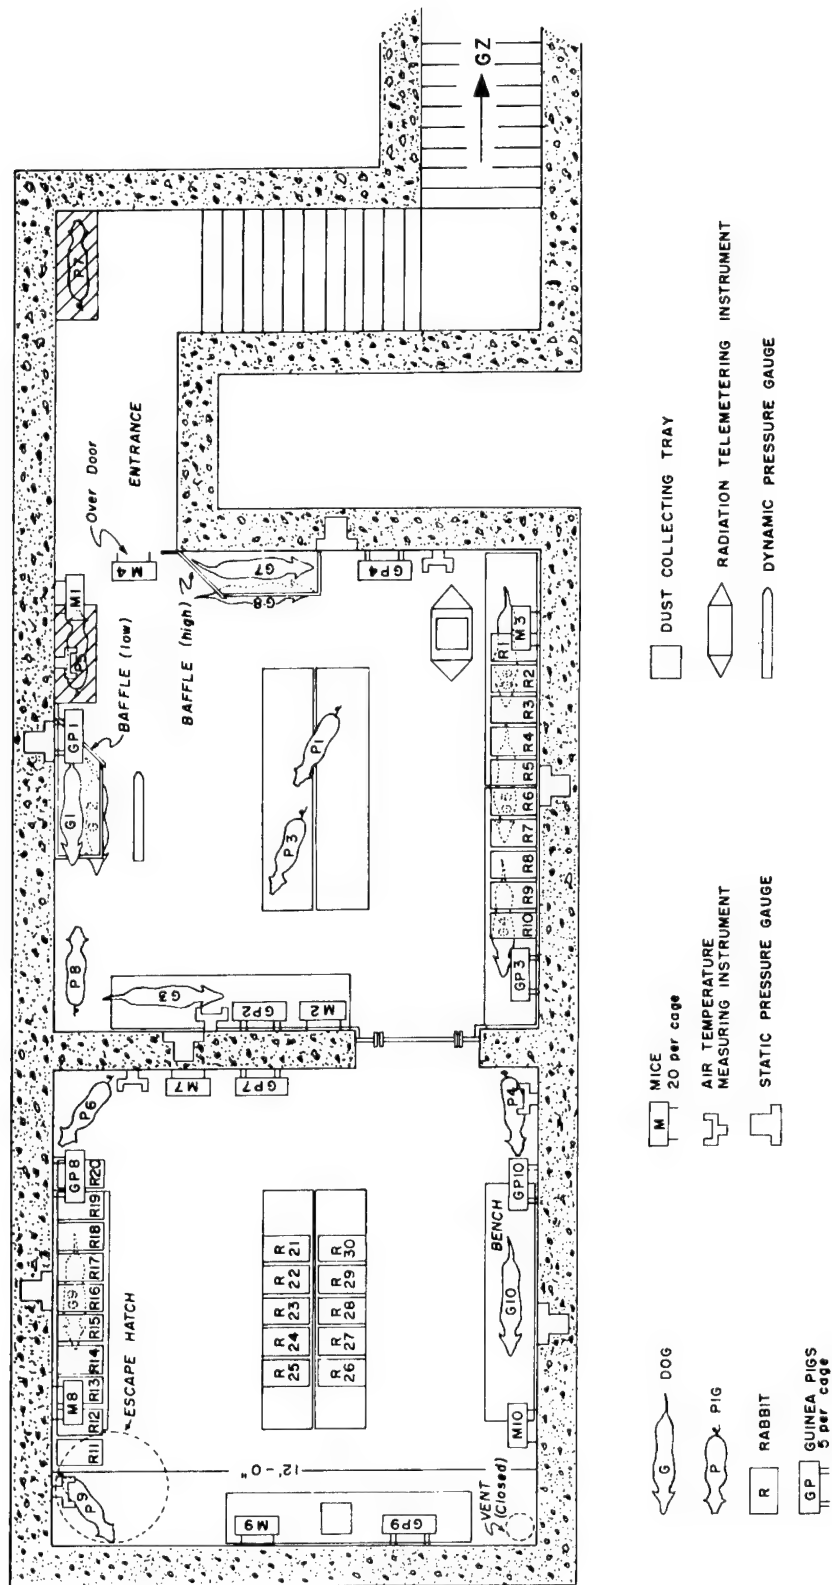 GZ
P7
ENTRANCE
Over Door
M4
M1
P5
BAFFLE (low)
BAFFLE (high)
G7
G8
GP4
GP1
G1
P1
P3
P8
G3
GP2
M2
R1
M3
R2
R3
R4
R5
R6
R7
R8
R9
R10
G4
GP3
M7
GP7
P6
P4
GP8
R20
R19
R18
R17
R16
R15
R14
R13
R12
R11
G9
M8
ESCAPE HATCH
P9
GP10
BENCH
G10
M10
R 21
R 22
R 23
R 24
R 25
R 30
R 29
R 28
R 27
R 26
12'-0"
M9
GP9
VENT
(Closed)
G DOG
P PIG
R RABBIT
GP GUINEA PIGS
5 per cage
M MICE
20 per cage
AIR TEMPERATURE
MEASURING INSTRUMENT
STATIC PRESSURE GAUGE
DUST COLLECTING TRAY
RADIATION TELEMETERING INSTRUMENT
DYNAMIC PRESSURE GAUGE